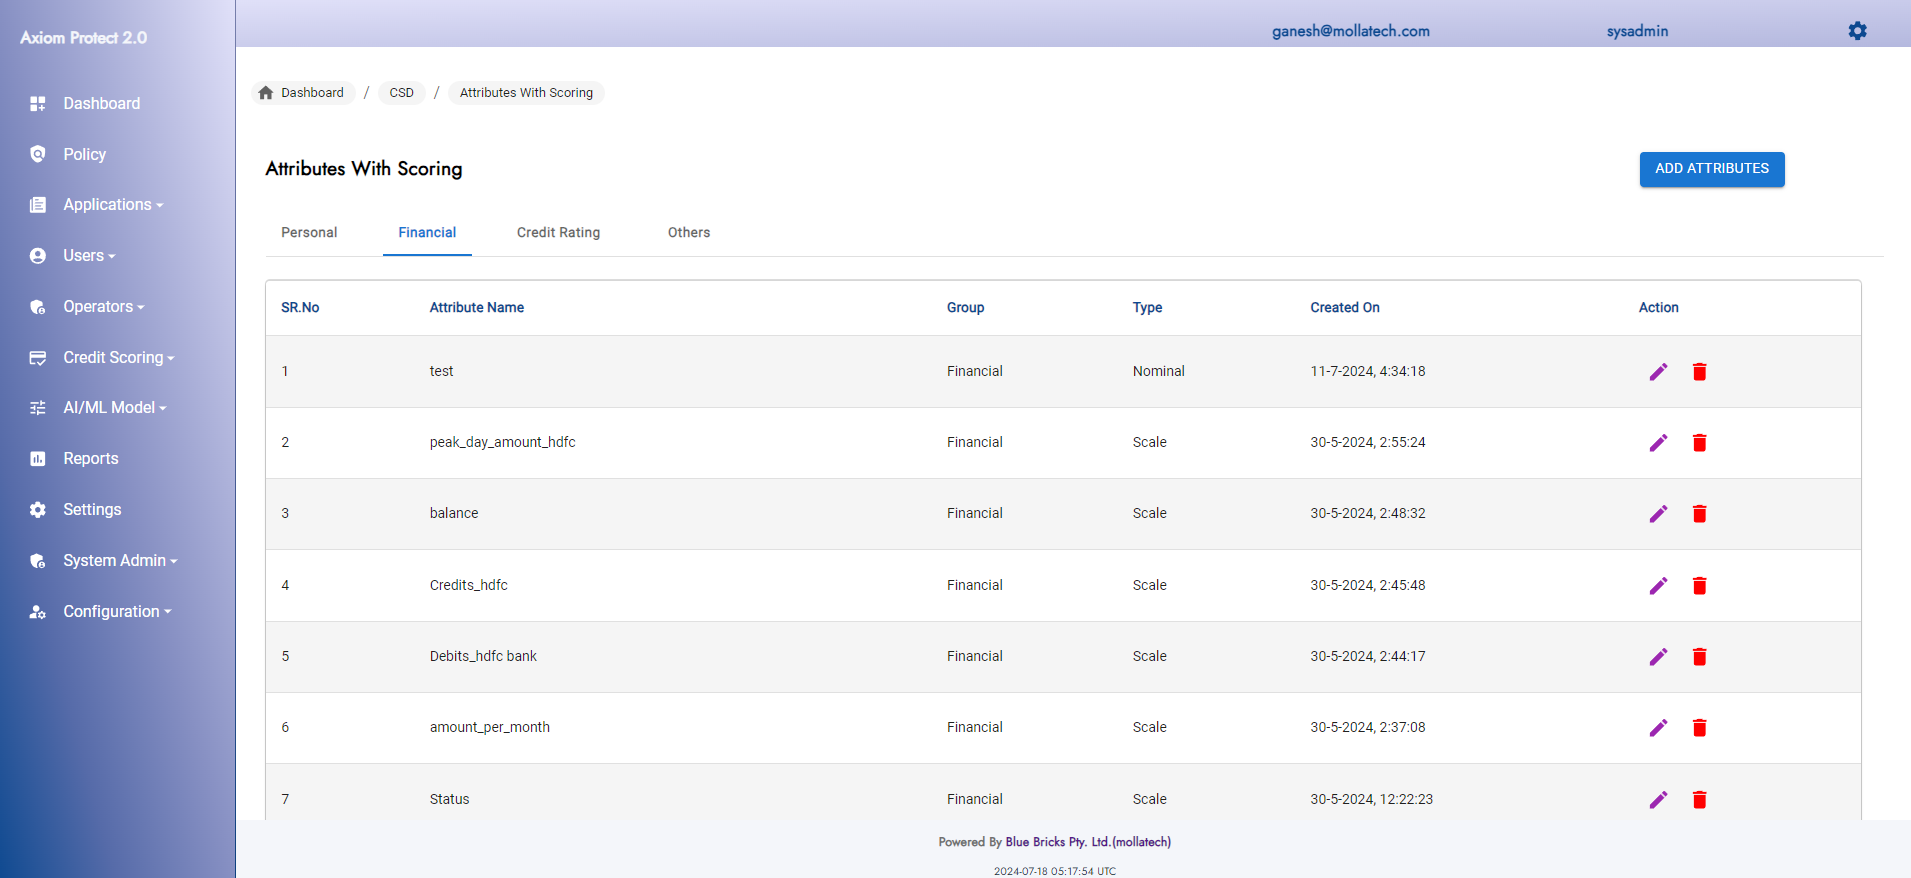 Axiom Protect 2.0
ganesh@mollatech.com
sysadmin
Dashboard
Policy
Applications
Users
Operators
Credit Scoring
AI/ML Model
Reports
Settings
System Admin
Configuration
Dashboard / CSD / Attributes With Scoring
Attributes With Scoring
ADD ATTRIBUTES
Personal Financial Credit Rating Others
SR.No Attribute Name Group Type Created On Action
1 test Financial Nominal 11-7-2024, 4:34:18
2 peak_day_amount_hdfc Financial Scale 30-5-2024, 2:55:24
3 balance Financial Scale 30-5-2024, 2:48:32
4 Credits_hdfc Financial Scale 30-5-2024, 2:45:48
5 Debits_hdfc bank Financial Scale 30-5-2024, 2:44:17
6 amount_per_month Financial Scale 30-5-2024, 2:37:08
7 Status Financial Scale 30-5-2024, 12:22:23
Powered By Blue Bricks Pty. Ltd.(mollatech)
2024-07-18 05:17:54 UTC